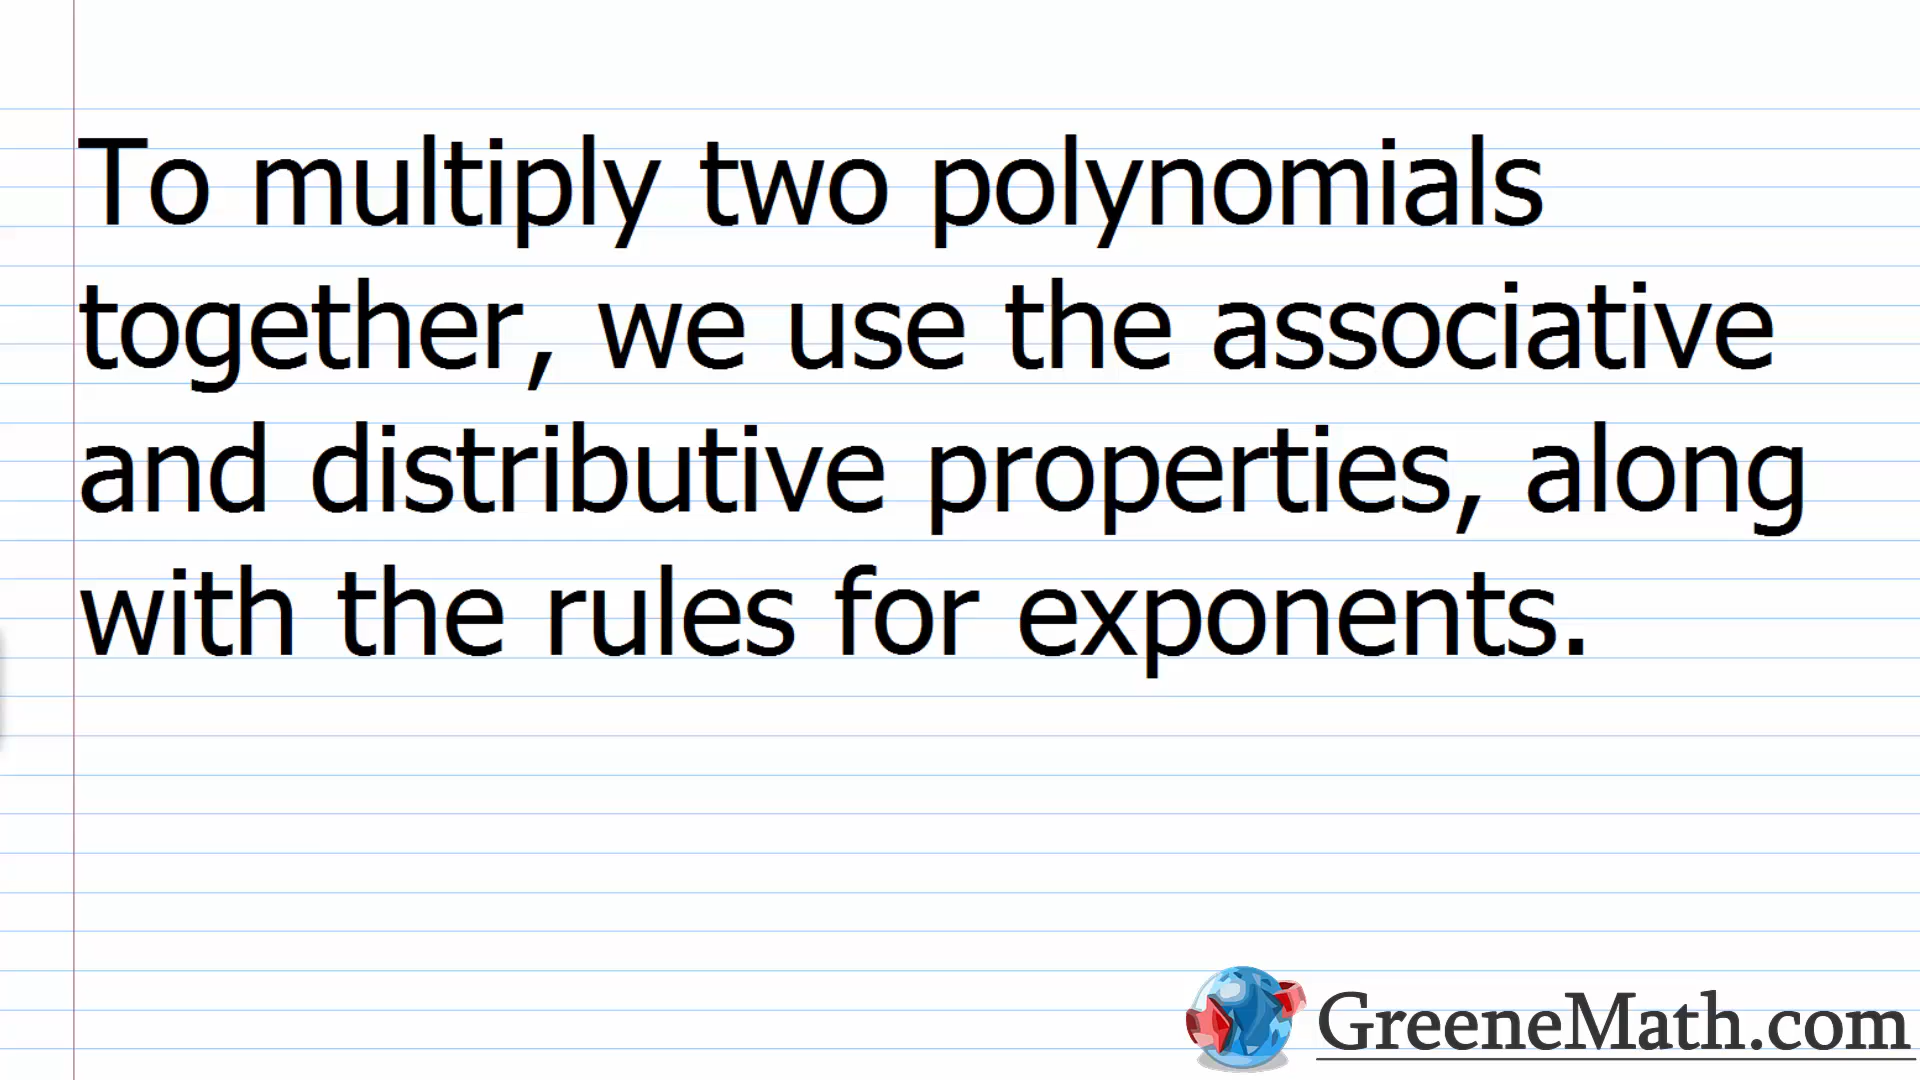 To multiply two polynomials
together, we use the associative
and distributive properties, along
with the rules for exponents.
GreeneMath.com